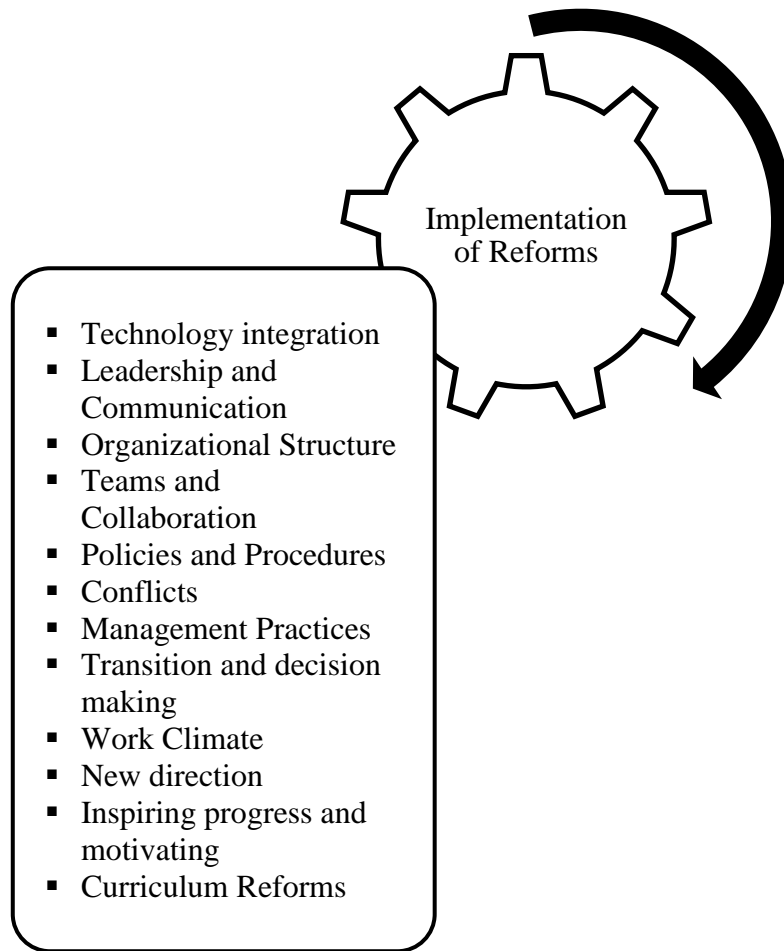 Implementation
of Reforms
▪ Technology integration
▪ Leadership and
Communication
▪ Organizational Structure
▪ Teams and
Collaboration
▪ Policies and Procedures
▪ Conflicts
▪ Management Practices
▪ Transition and decision
making
▪ Work Climate
▪ New direction
▪ Inspiring progress and
motivating
▪ Curriculum Reforms